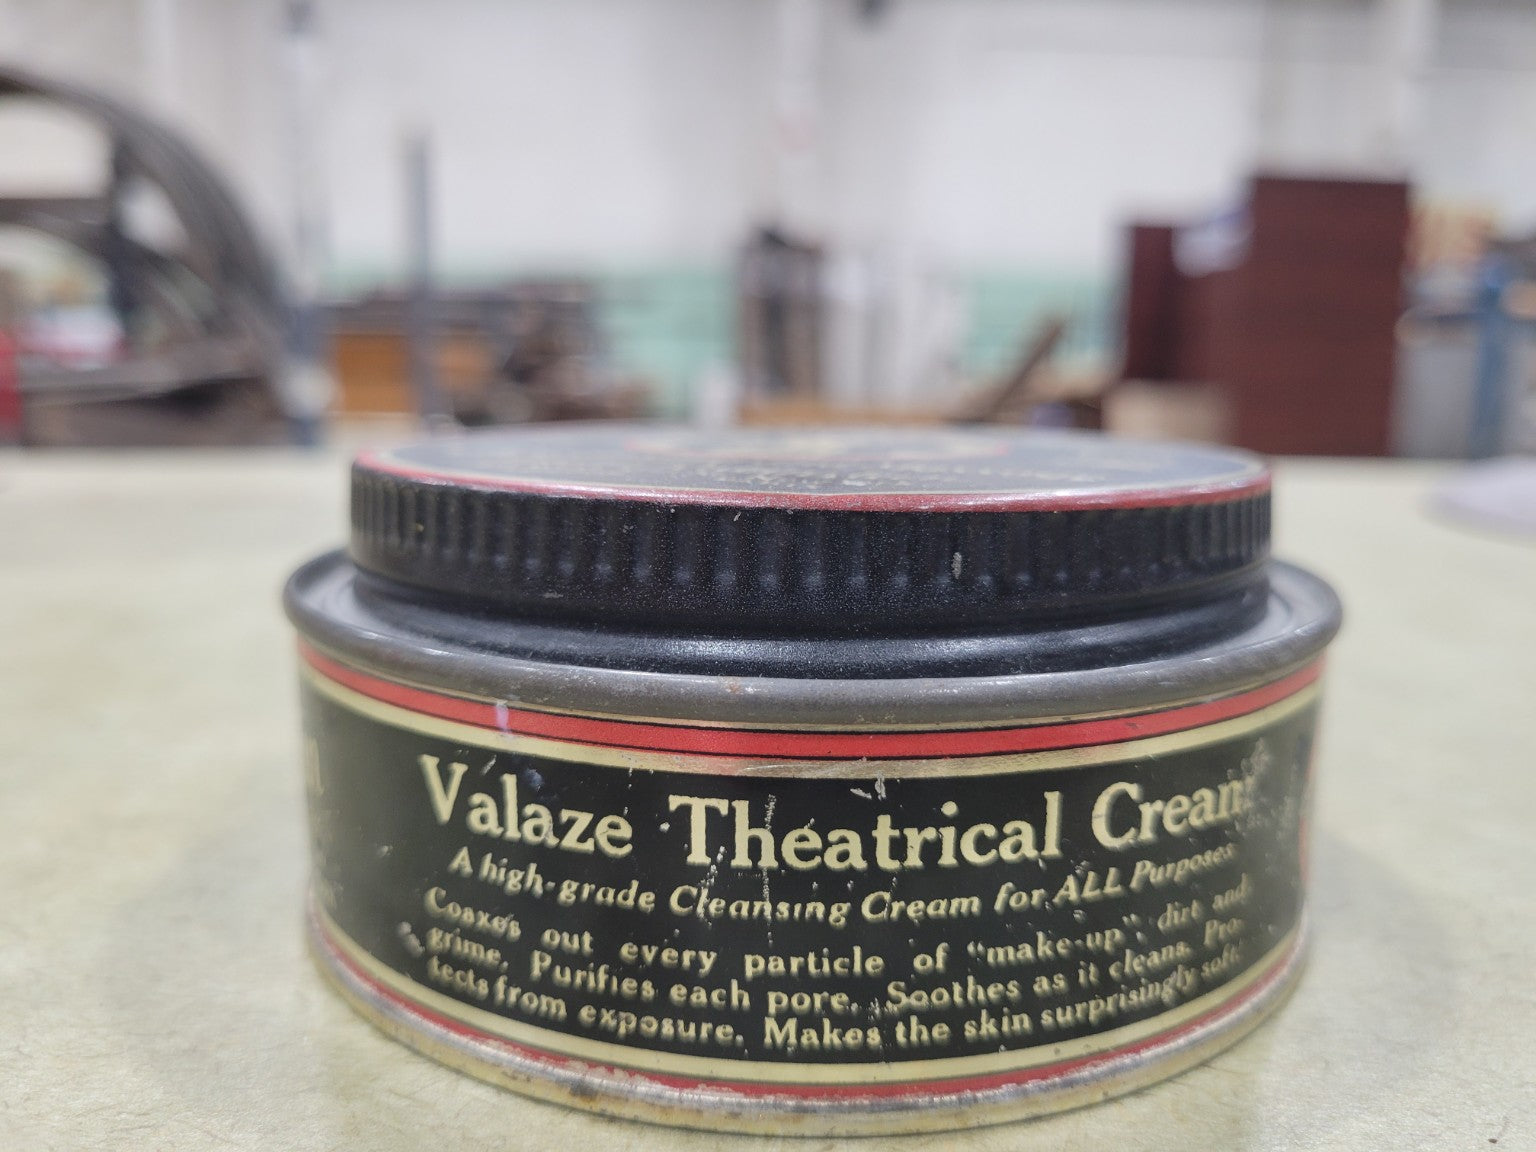 Valaze Theatrical Cream
A high-grade Cleansing Cream for ALL Purposes
Coaxes out every particle of "make-up", dirt and
grime. Purifies each pore. Soothes as it cleans. Pro-
tects from exposure. Makes the skin surprisingly soft.